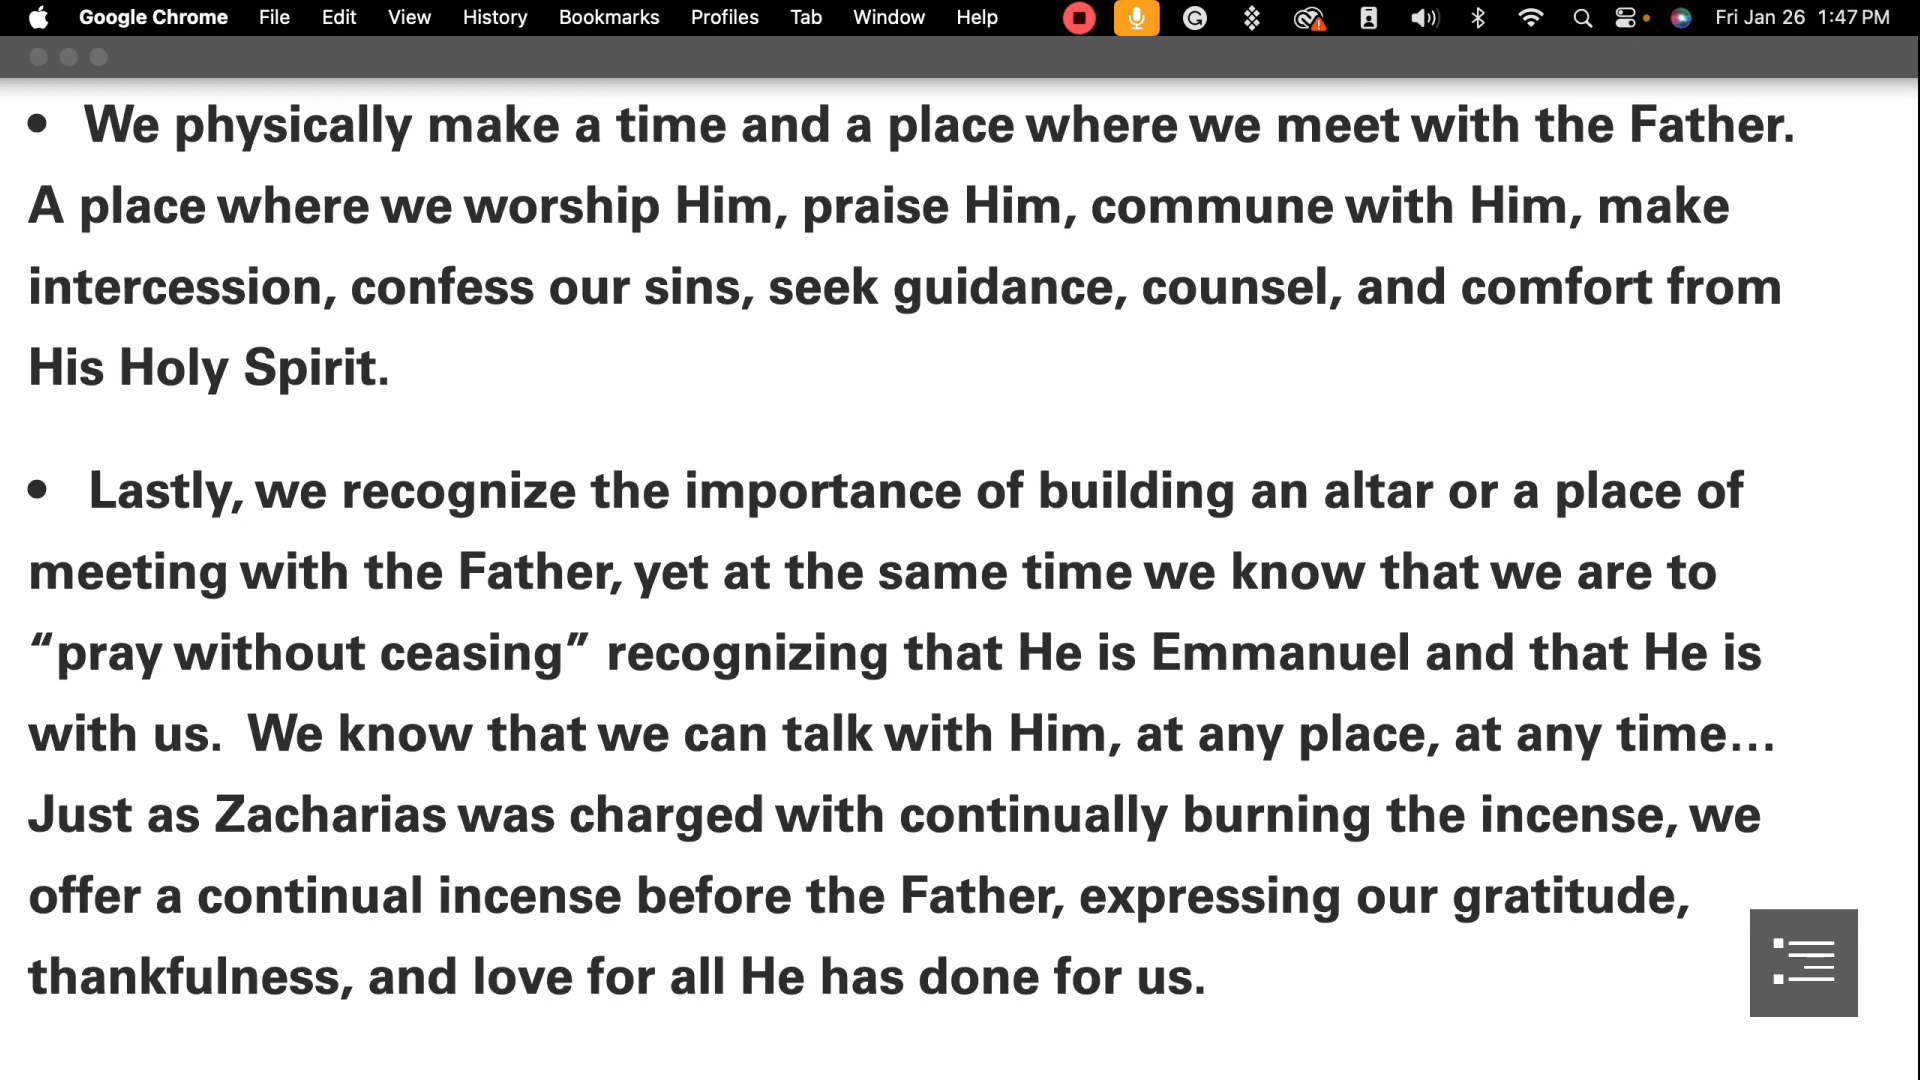 Google Chrome File Edit View History Bookmarks Profiles Tab Window Help Fri Jan 26 1:47 PM
• We physically make a time and a place where we meet with the Father.
A place where we worship Him, praise Him, commune with Him, make
intercession, confess our sins, seek guidance, counsel, and comfort from
His Holy Spirit.
• Lastly, we recognize the importance of building an altar or a place of
meeting with the Father, yet at the same time we know that we are to
“pray without ceasing” recognizing that He is Emmanuel and that He is
with us. We know that we can talk with Him, at any place, at any time…
Just as Zacharias was charged with continually burning the incense, we
offer a continual incense before the Father, expressing our gratitude,
thankfulness, and love for all He has done for us.